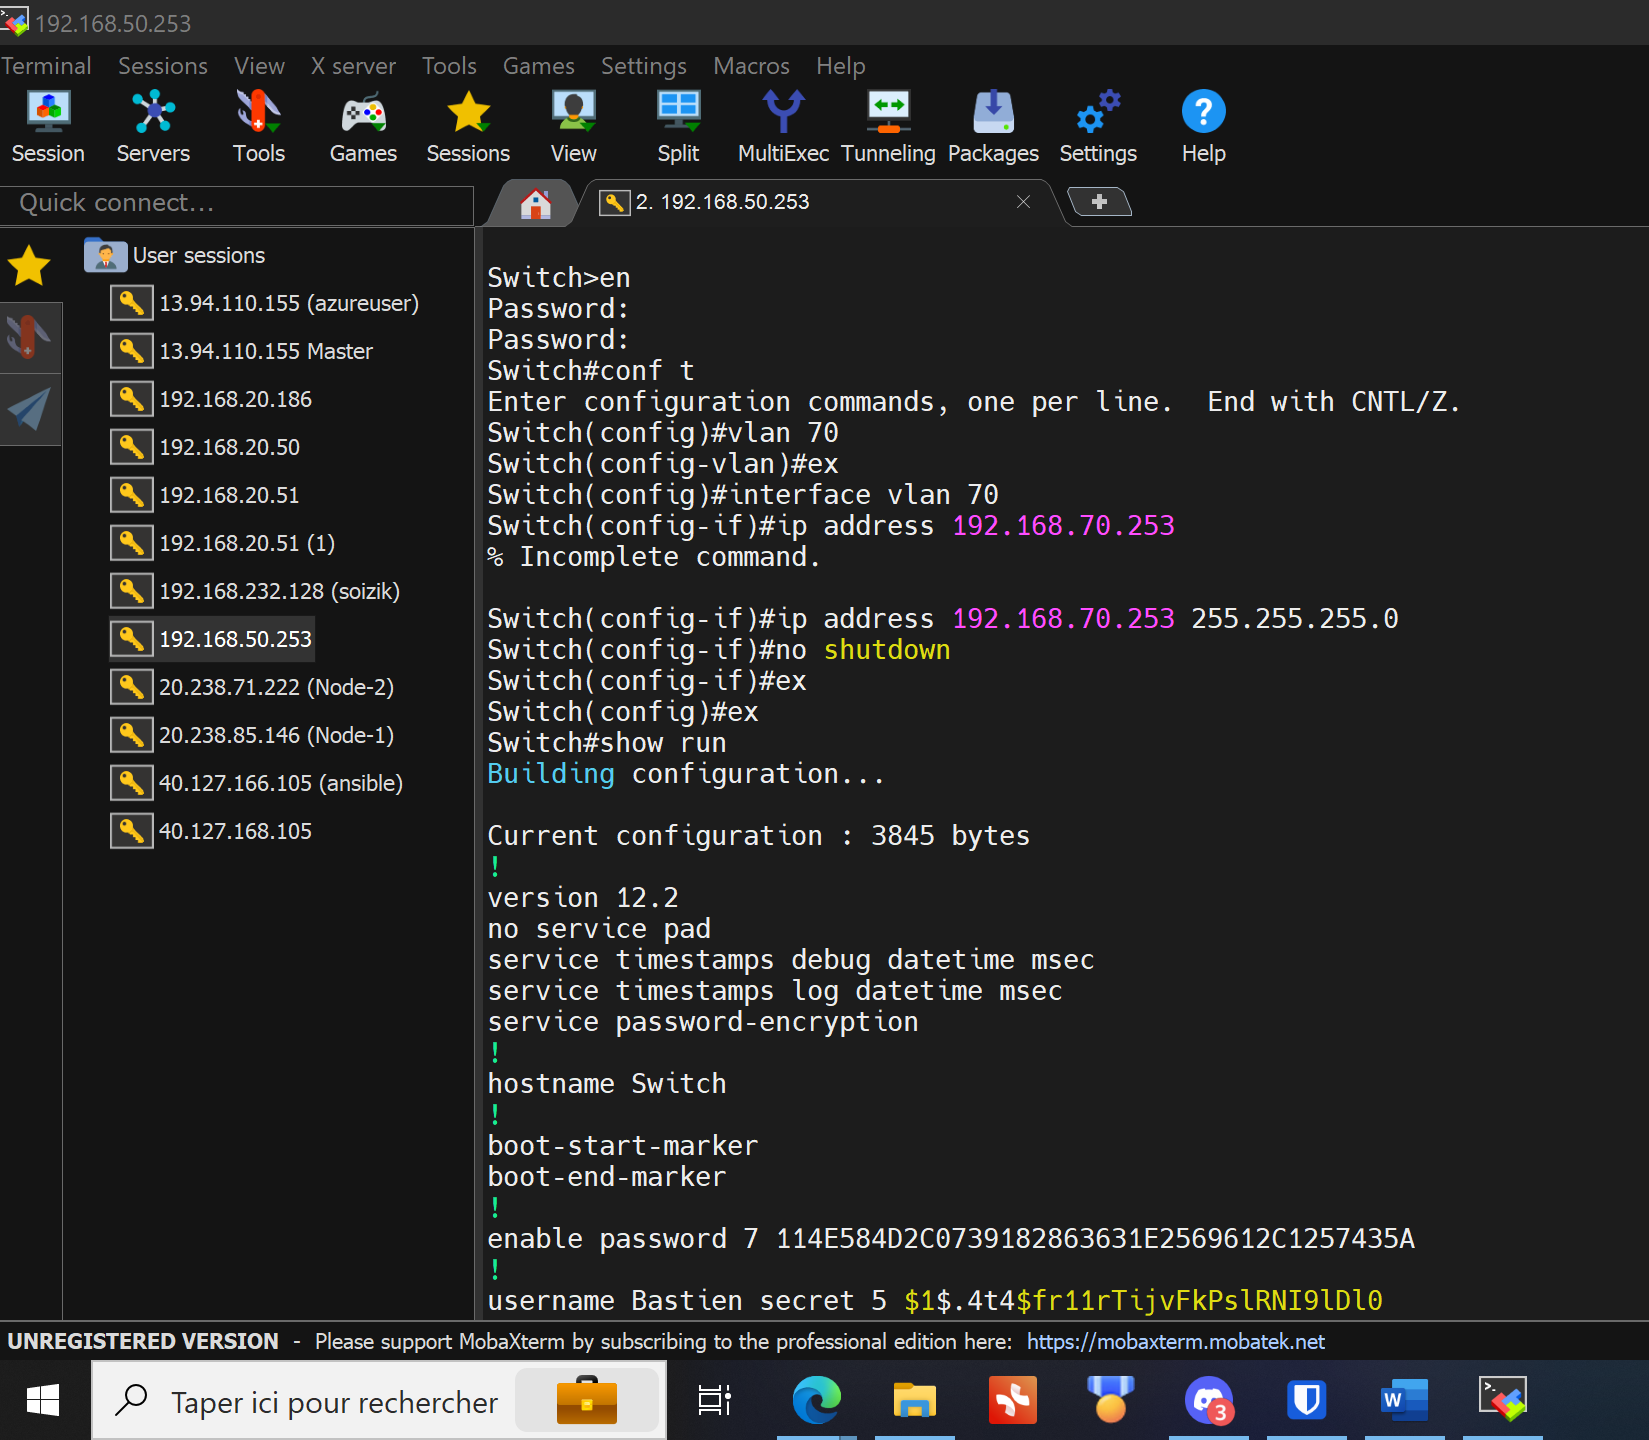 192.168.50.253
Terminal Sessions View X server Tools Games Settings Macros Help
Session Servers Tools Games Sessions View Split MultiExec Tunneling Packages Settings Help
Quick connect...
2. 192.168.50.253
User sessions
13.94.110.155 (azureuser)
13.94.110.155 Master
192.168.20.186
192.168.20.50
192.168.20.51
192.168.20.51 (1)
192.168.232.128 (soizik)
192.168.50.253
20.238.71.222 (Node-2)
20.238.85.146 (Node-1)
40.127.166.105 (ansible)
40.127.168.105
Switch>en
Password:
Password:
Switch#conf t
Enter configuration commands, one per line.  End with CNTL/Z.
Switch(config)#vlan 70
Switch(config-vlan)#ex
Switch(config)#interface vlan 70
Switch(config-if)#ip address 192.168.70.253
% Incomplete command.
Switch(config-if)#ip address 192.168.70.253 255.255.255.0
Switch(config-if)#no shutdown
Switch(config-if)#ex
Switch(config)#ex
Switch#show run
Building configuration...
Current configuration : 3845 bytes
!
version 12.2
no service pad
service timestamps debug datetime msec
service timestamps log datetime msec
service password-encryption
!
hostname Switch
!
boot-start-marker
boot-end-marker
!
enable password 7 114E584D2C0739182863631E2569612C1257435A
!
username Bastien secret 5 $1$.4t4$fr11rTijvFkPslRNI9lDl0
UNREGISTERED VERSION - Please support MobaXterm by subscribing to the professional edition here: https://mobaxterm.mobatek.net
Taper ici pour rechercher
3
W